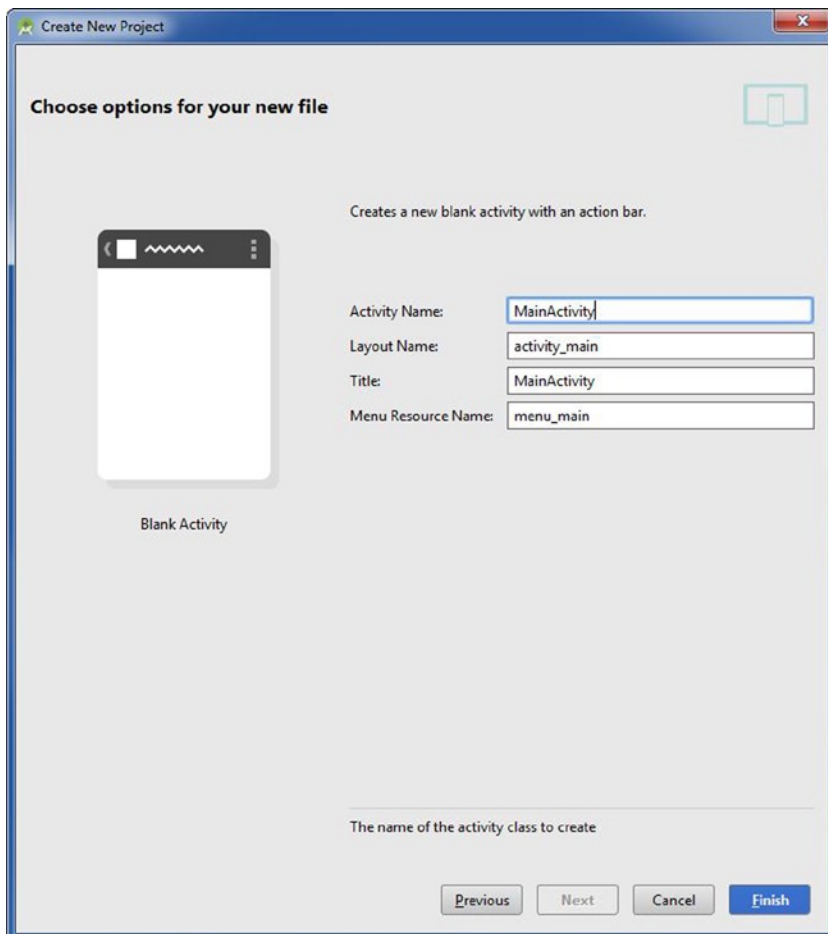 Create New Project
Choose options for your new file
Creates a new blank activity with an action bar.
Activity Name: MainActivity
Layout Name: activity_main
Title: MainActivity
Menu Resource Name: menu_main
Blank Activity
The name of the activity class to create
Previous Next Cancel Finish